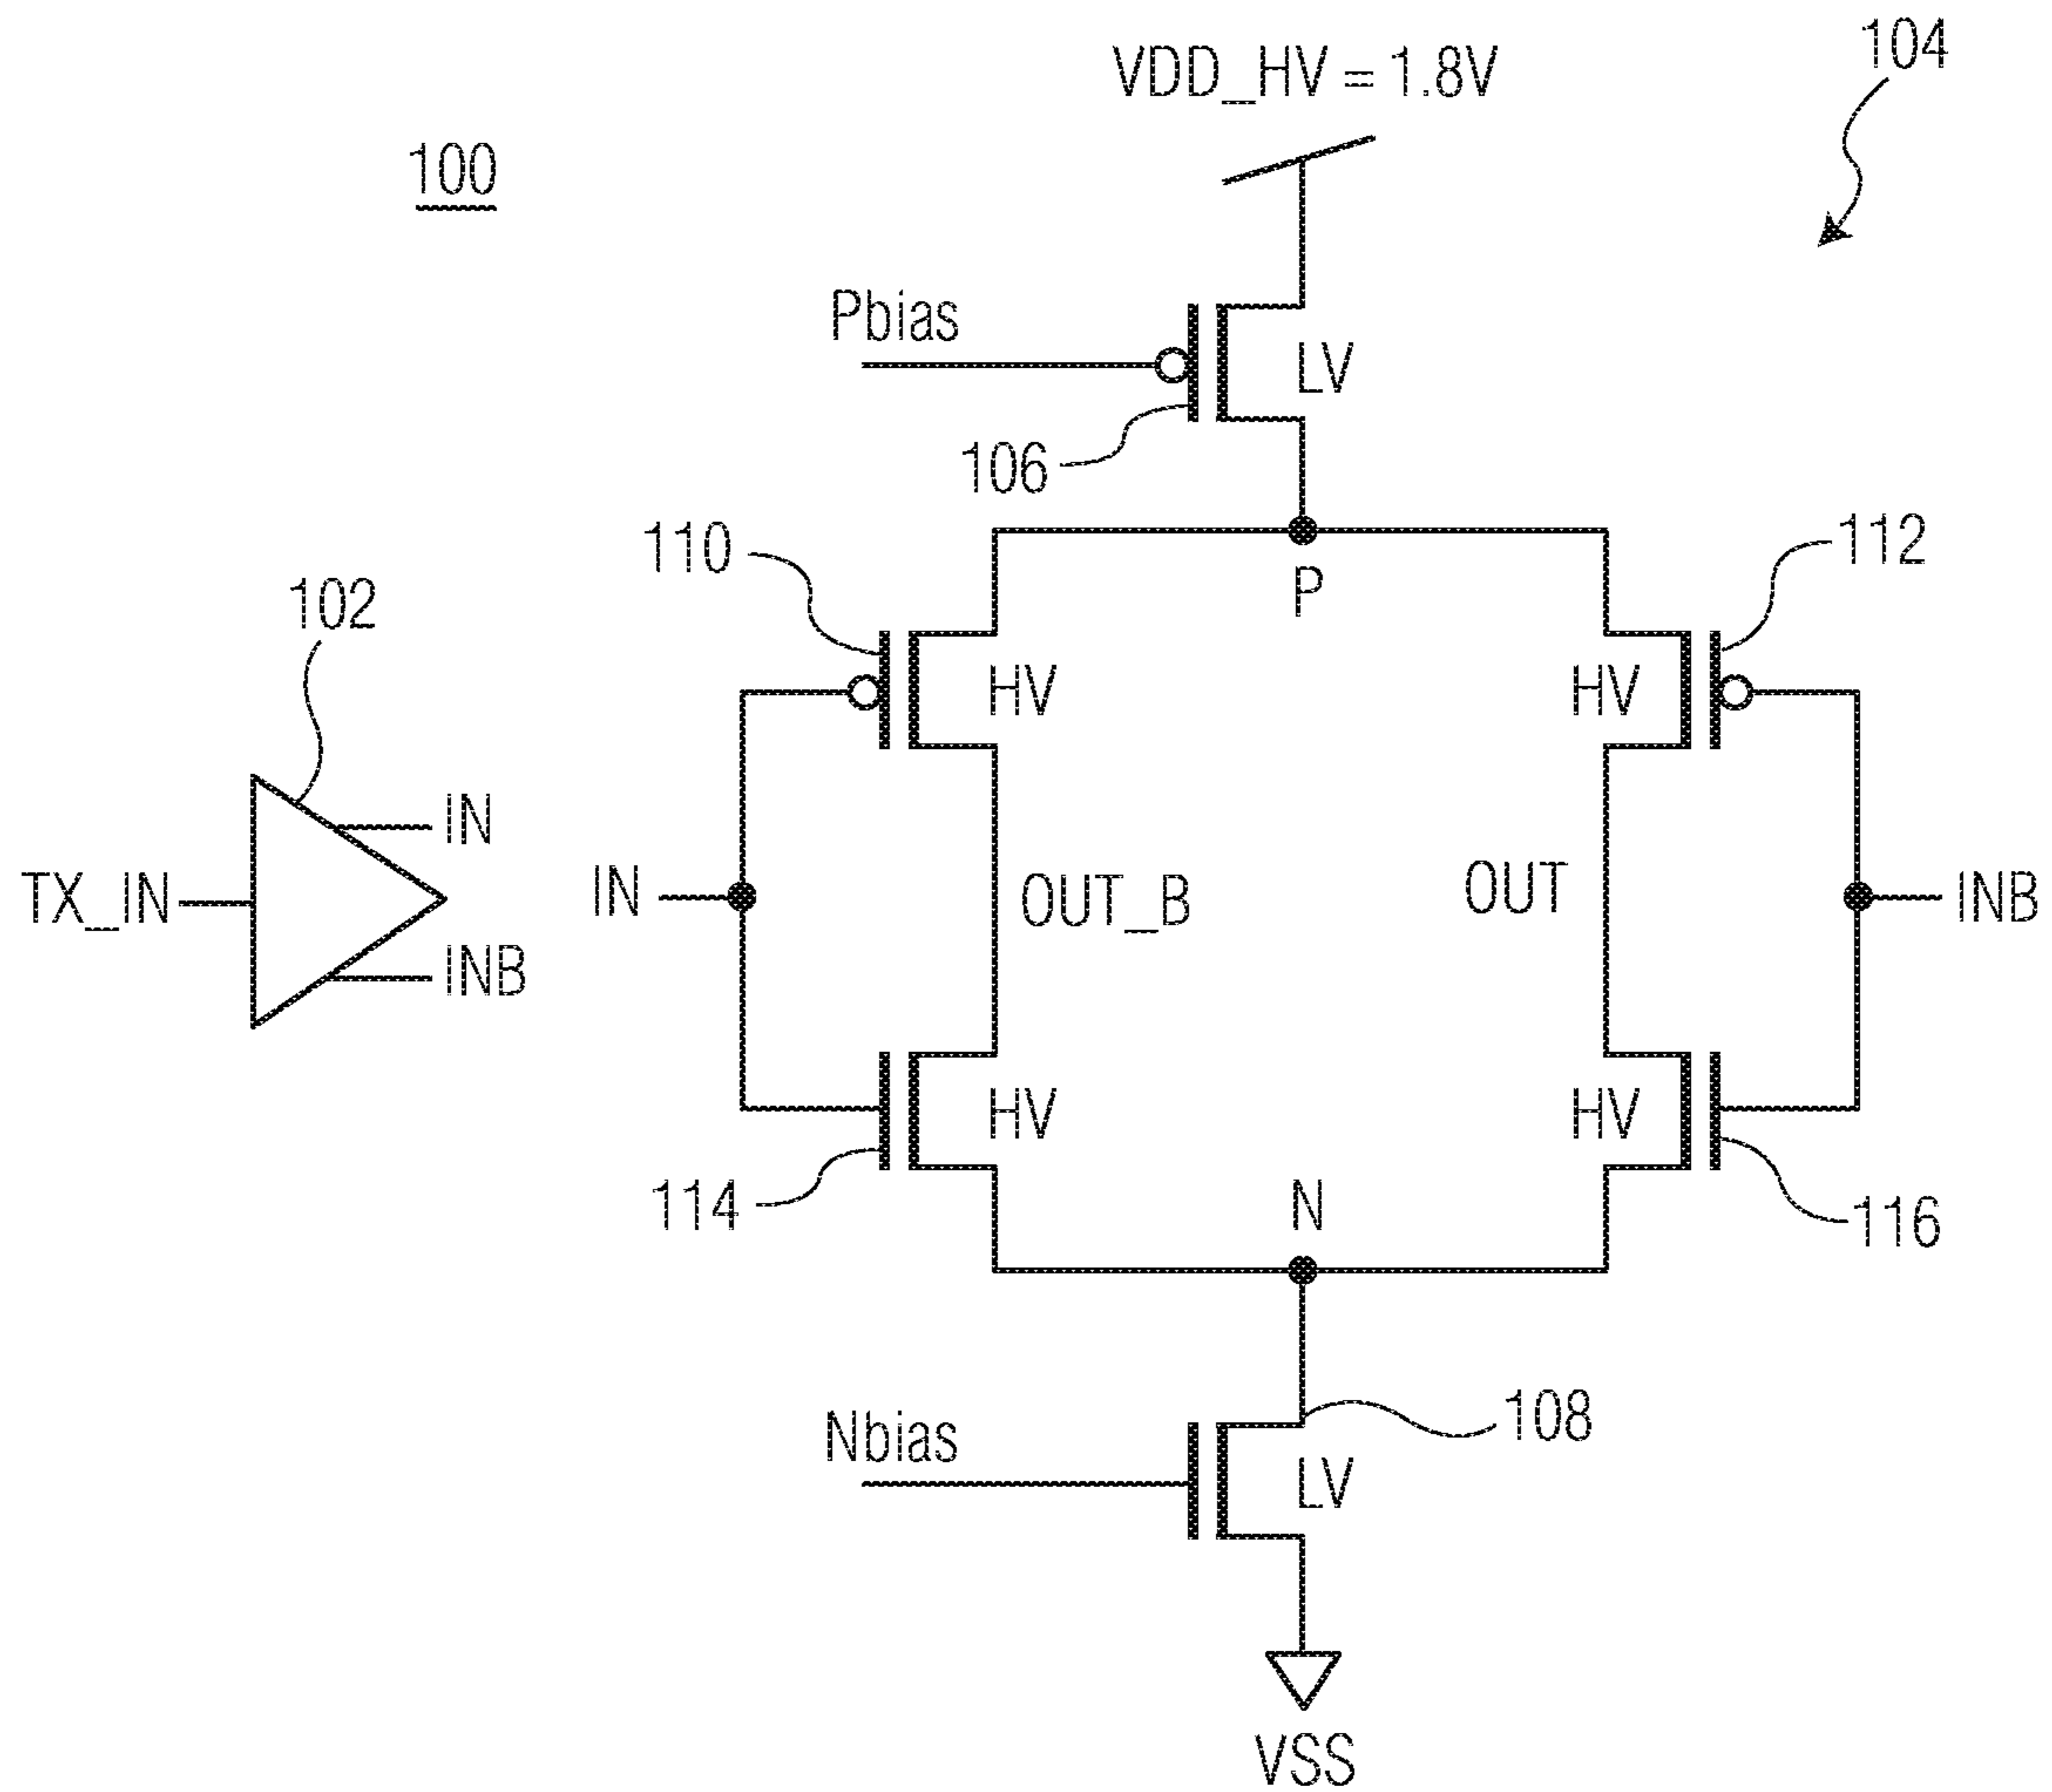 104
VDD_HV = 1.8V
100
Pbias
LV
106
110
112
P
102
HV
HV
IN
TX_IN
IN
OUT_B
OUT
INB
INB
HV
HV
114
N
116
108
Nbias
LV
VSS